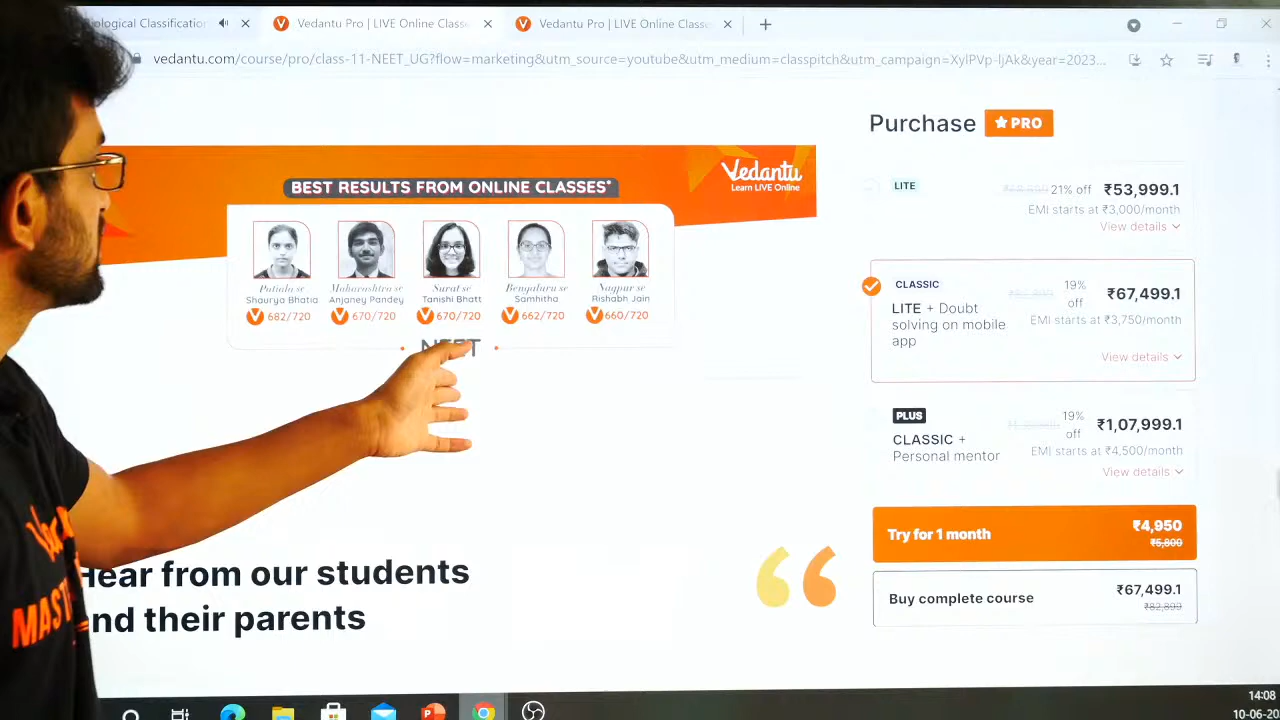 ological Classification
Vedantu Pro | LIVE Online Classe
Vedantu Pro | LIVE Online Classe
vedantu.com/course/pro/class-11-NEET_UG?flow=marketing&utm_source=youtube&utm_medium=classpitch&utm_campaign=XylPVp-ljAk&year=2023...
Vedantu
Learn LIVE Online
BEST RESULTS FROM ONLINE CLASSES*
Patiala se
Shaurya Bhatia
682/720
Maharashtra se
Anjaney Pandey
670/720
Surat se
Tanishi Bhatt
670/720
Bengaluru se
Samhitha
662/720
Nagpur se
Rishabh Jain
660/720
NEET
Hear from our students
and their parents
Purchase PRO
LITE
21% off ₹53,999.1
EMI starts at ₹3,000/month
View details
CLASSIC
19% off
₹67,499.1
LITE + Doubt
solving on mobile
app
EMI starts at ₹3,750/month
View details
PLUS
19% off
₹1,07,999.1
CLASSIC +
Personal mentor
EMI starts at ₹4,500/month
View details
Try for 1 month ₹4,950
₹5,800
Buy complete course ₹67,499.1
₹82,899
MAST
14:08
10-06-20